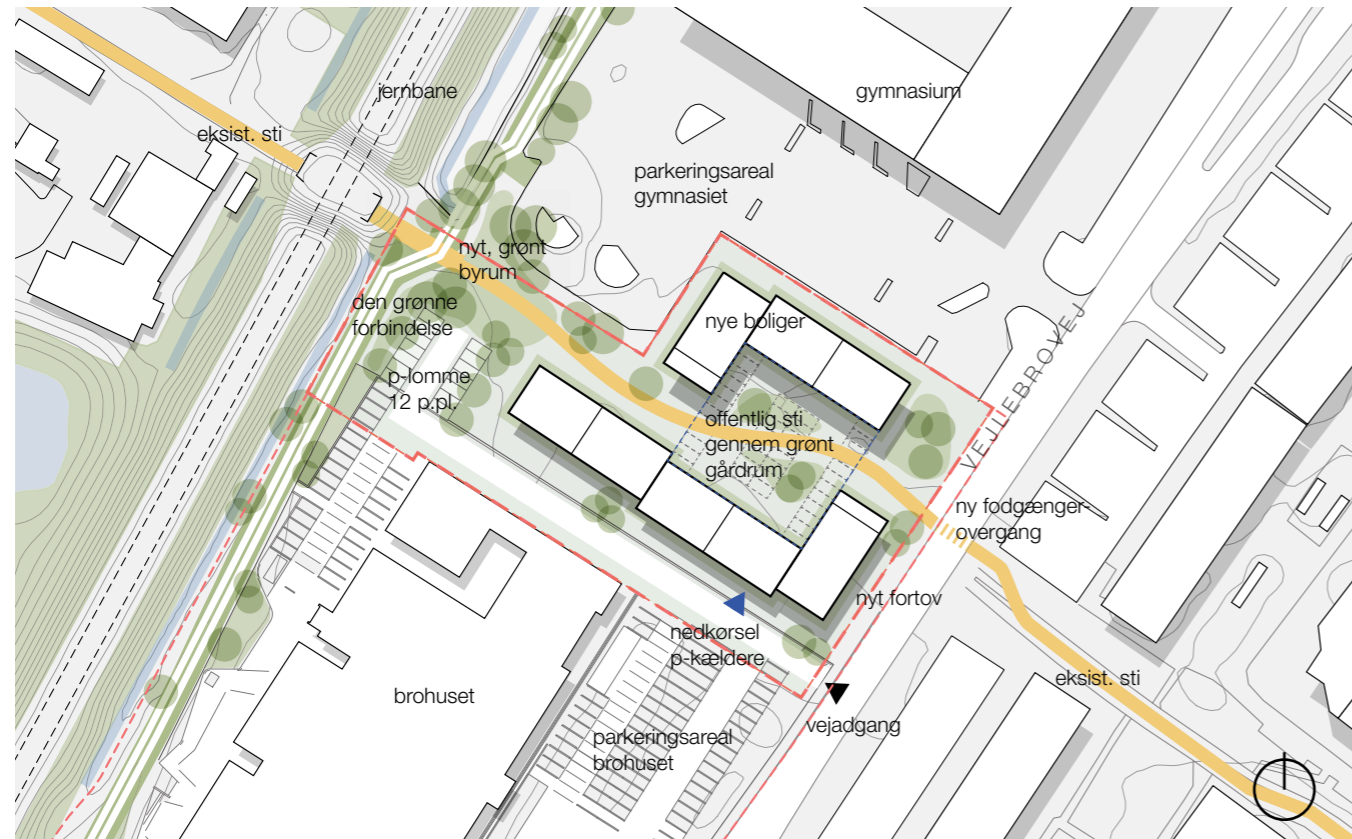 jernbane
gymnasium
eksist. sti
parkeringsareal
gymnasiet
nyt, grønt
byrum
den grønne
forbindelse
nye boliger
VEJLEBROVEJ
p-lomme
12 p.pl.
offentlig sti
gennem grønt
gårdrum
ny fodgænger-
overgang
nyt fortov
nedkørsel
p-kældere
eksist. sti
brohuset
vejadgang
parkeringsareal
brohuset